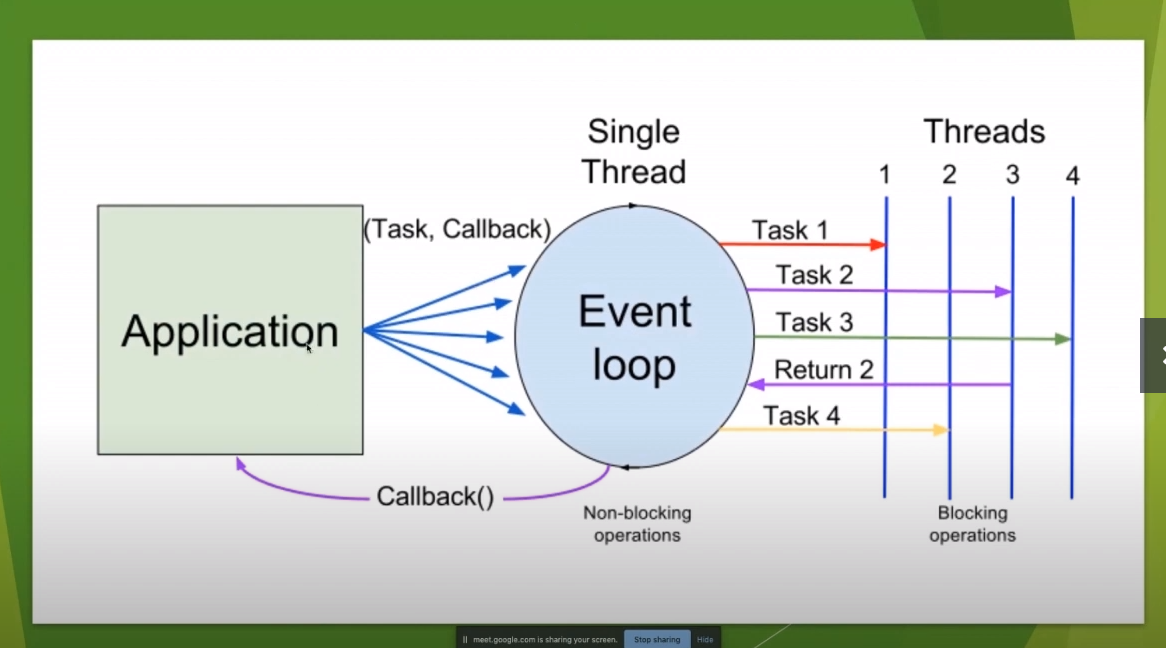 Single
Thread
Threads
1 2 3 4
(Task, Callback)
Application
Event
loop
Task 1
Task 2
Task 3
Return 2
Task 4
Callback()
Non-blocking
operations
Blocking
operations
meet.google.com is sharing your screen. Stop sharing Hide